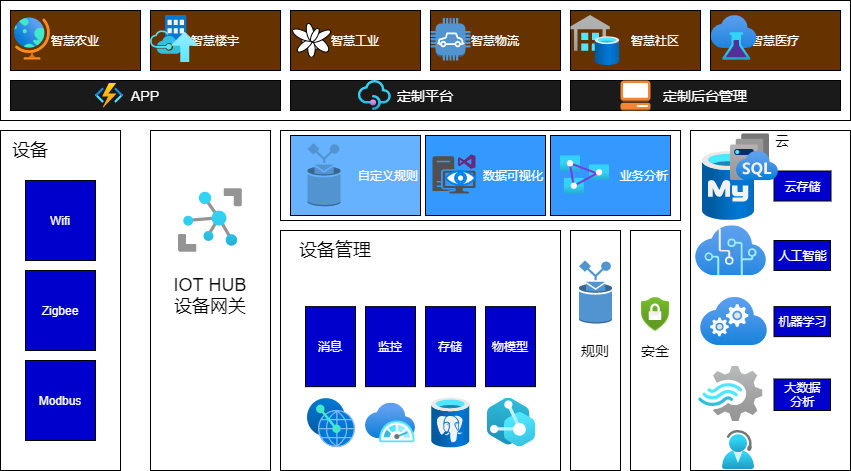 智慧农业
智慧楼宇
智慧工业
智慧物流
智慧社区
智慧医疗
APP
定制平台
定制后台管理
设备
Wifi
Zigbee
Modbus
IOT HUB
设备网关
自定义规则
数据可视化
业务分析
设备管理
消息
监控
存储
物模型
规则
安全
云
SQL
My
云存储
人工智能
机器学习
大数据
分析